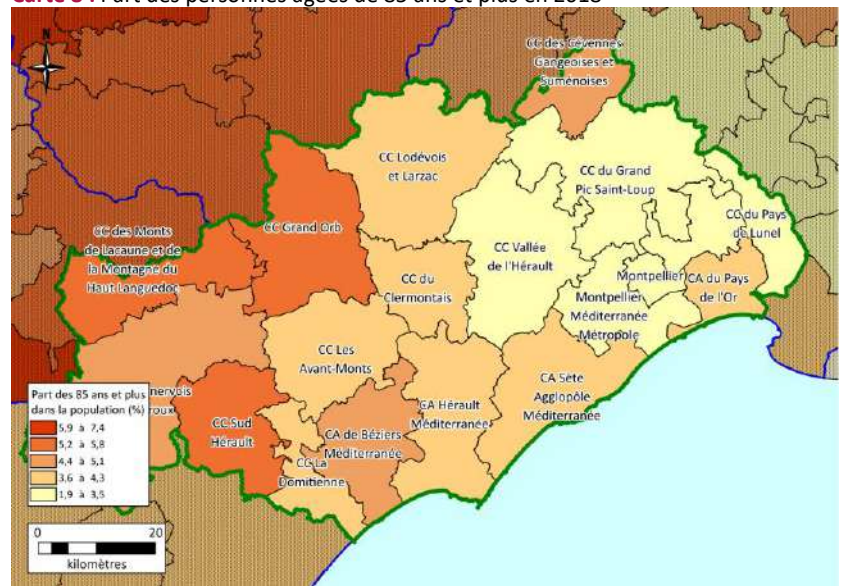 Carte 84 : Part des personnes âgées de 85 ans et plus en 2018
N
CC des Cévennes
Gangeoises et
Suménoises
CC Lodévois
et Larzac
CC du Grand
Pic Saint-Loup
CC du Pays
de Lunel
CC Grand Orb
CC des Monts
de Lacaune et de
la Montagne du
Haut Languedoc
CC Vallée
de l'Hérault
CC du
Clermontais
Montpellier
CA du Pays
de l'Or
Montpellier
Méditerranée
Métropole
CC Les
Avant-Monts
CA Sète
Agglopôle
Méditerranée
CA Hérault
Méditerranée
CC Sud
Hérault
CA de Béziers
Méditerranée
CC La
Domitienne
nervois
roux
Part des 85 ans et plus
dans la population (%)
5,9 à 7,4
5,2 à 5,8
4,4 à 5,1
3,6 à 4,3
1,9 à 3,5
0 20
kilomètres